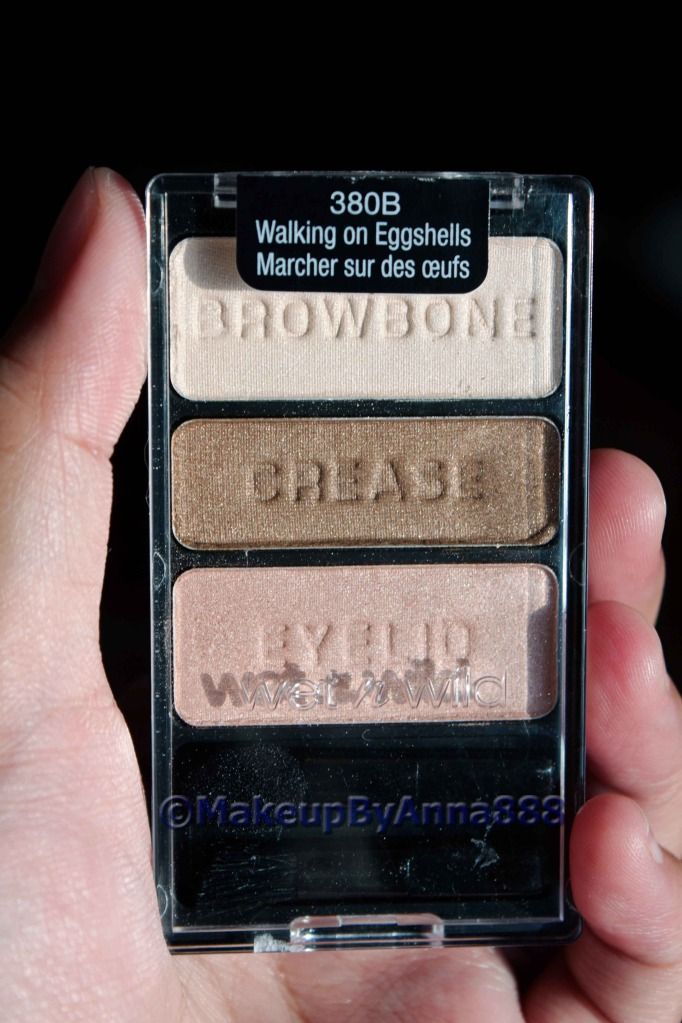 380B
Walking on Eggshells
Marcher sur des œufs
BROWBONE
CREASE
EYELID
wet n wild
©MakeupByAnna888